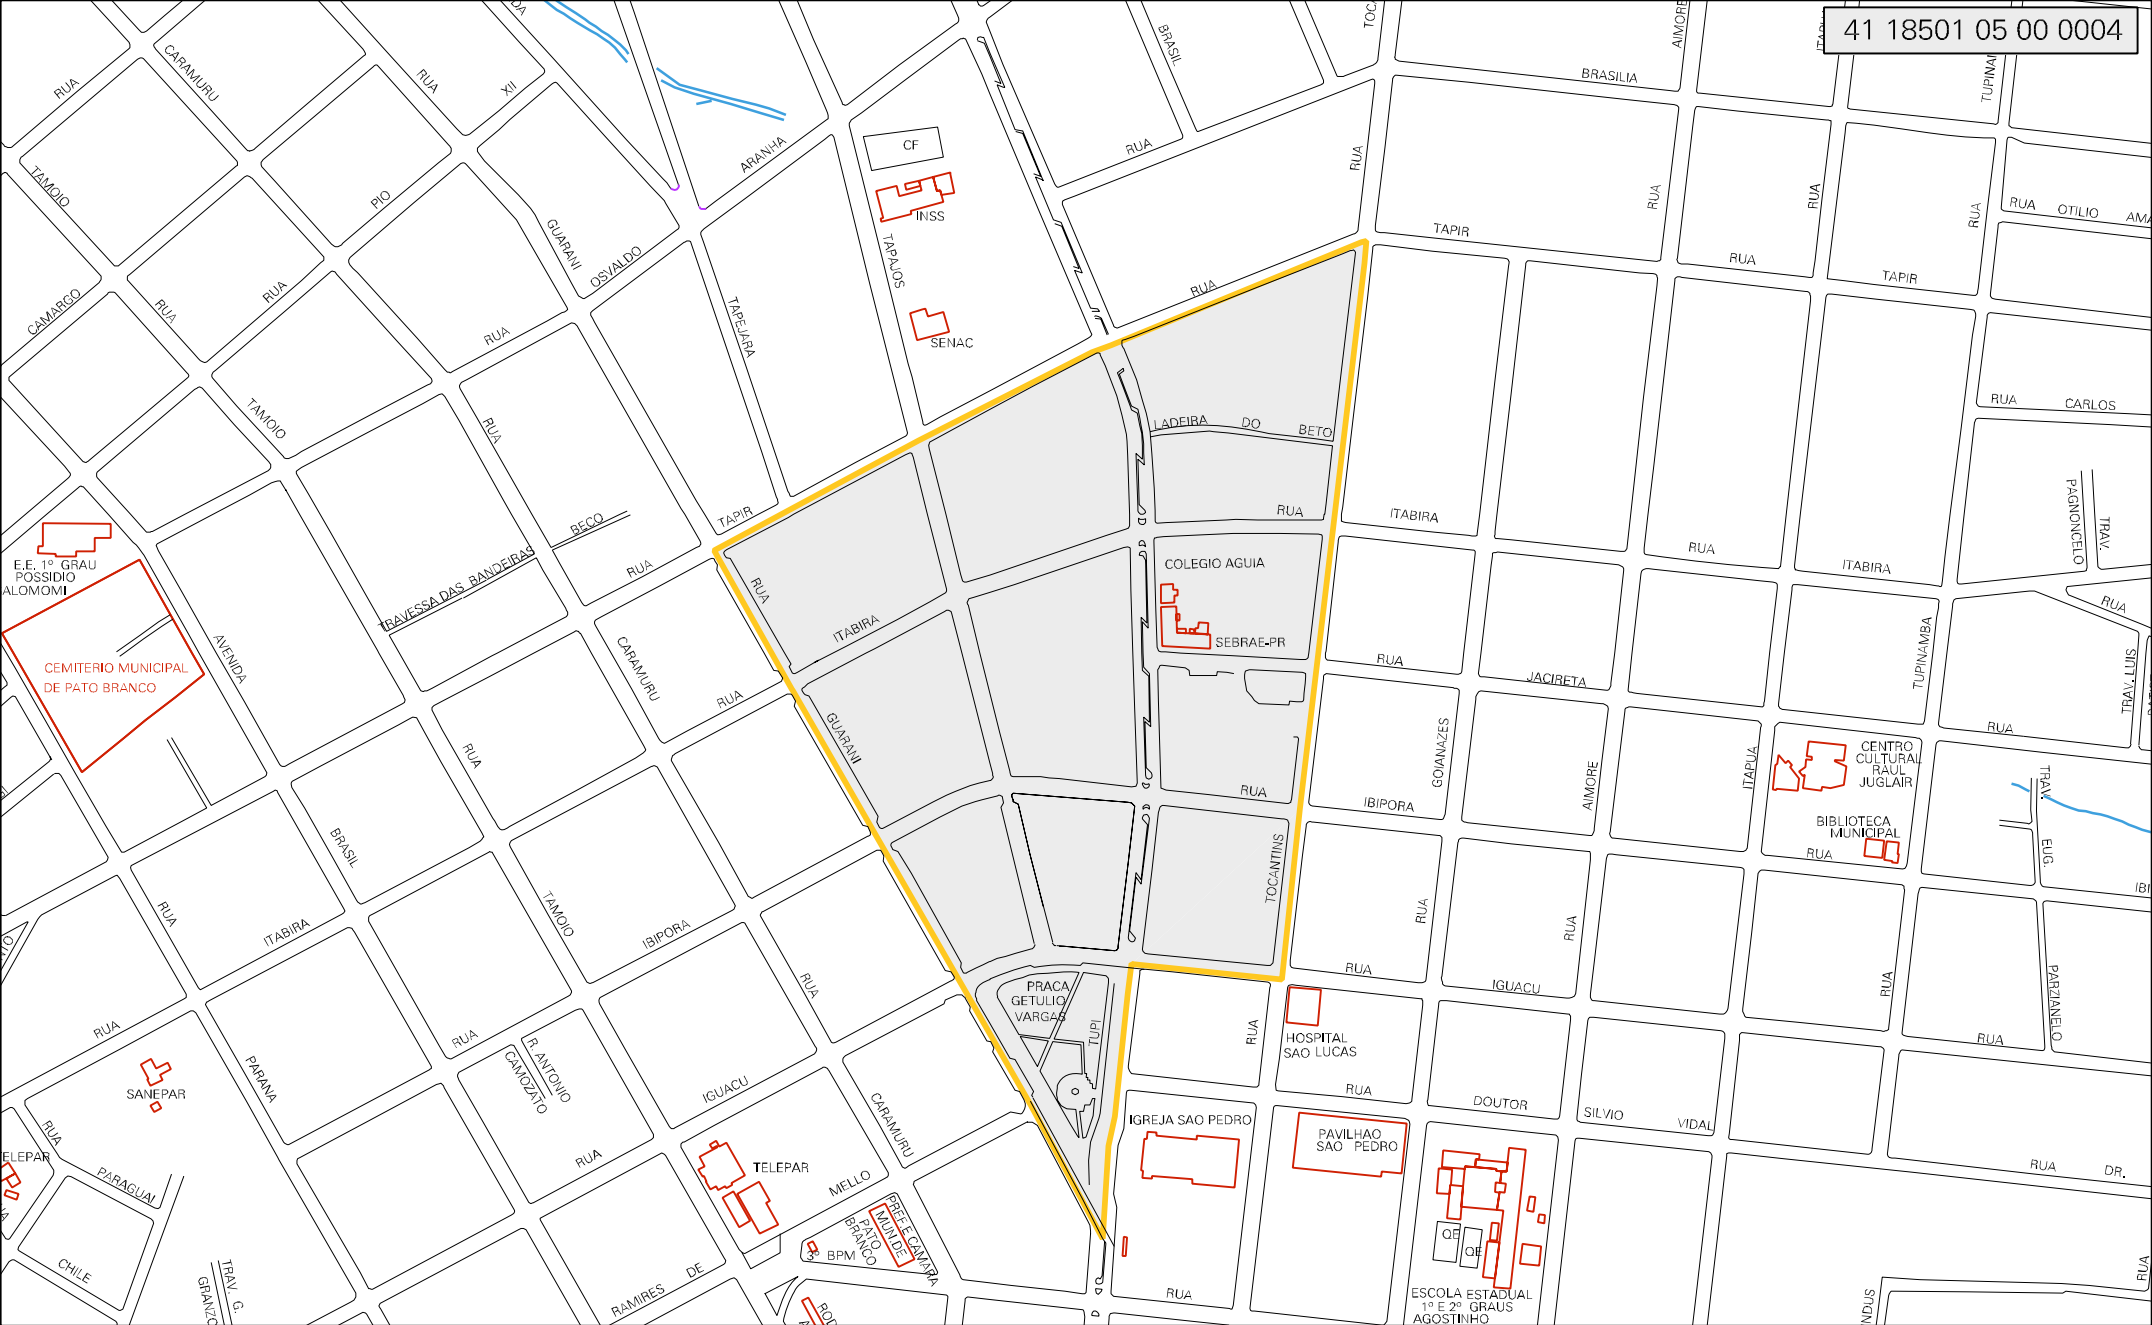 41 18501 05 00 0004
RUA
CARAMURU
RUA
XII
BRASIL
AIMORE
BRASILIA
TAMOIO
PIO
ARANHA
CF
INSS
RUA
RUA
RUA
RUA
RUA
RUA OTILIO
GUARANI
OSVALDO
TAPAJOS
TAPIR
RUA
TAPIR
CAMARGO
RUA
RUA
RUA
TAPEJARA
SENAC
RUA
TAMOIO
RUA
LADEIRA DO BETO
RUA CARLOS
TAPIR
BECO
RUA
ITABIRA
RUA
ITABIRA
PAGNONCELO
TRAV.
E.E. 1º GRAU
POSSIDIO
ALOMOMI
TRAVESSA DAS BANDEIRAS
RUA
RUA
COLEGIO AGUIA
SEBRAE-PR
RUA
CEMITERIO MUNICIPAL
DE PATO BRANCO
AVENIDA
CARAMURU
RUA
ITABIRA
RUA
JACIRETA
TUPINAMBA
TRAV. LUIS
RUA
RUA
GUARANI
GOIANAZES
AIMORE
ITAPUA
CENTRO
CULTURAL
RAUL
JUGLAIR
TRAV.
EUG.
PARZIANELO
BRASIL
RUA
IBIPORA
BIBLIOTECA
MUNICIPAL
RUA
TOCANTINS
RUA
ITABIRA
TAMOIO
IBIPORA
RUA
RUA
RUA
RUA
RUA
IGUACU
PRACA
GETULIO
VARGAS
TUPI
RUA
HOSPITAL
SAO LUCAS
RUA
RUA
PARANA
RUA
R. ANTONIO
CAMOZATO
IGUACU
CARAMURU
SANEPAR
RUA
DOUTOR
SILVIO
VIDAL
RUA
RUA DR.
RUA
PARAGUAI
RUA
TELEPAR
MELLO
IGREJA SAO PEDRO
PAVILHAO
SAO PEDRO
PREF.E CAMARA
MUN.DE
PATO
BRANCO
3º BPM
QE
QE
CHILE
TRAV. G.
RAMIRES DE
RUA
ESCOLA ESTADUAL
1º E 2º GRAUS
AGOSTINHO
RUA